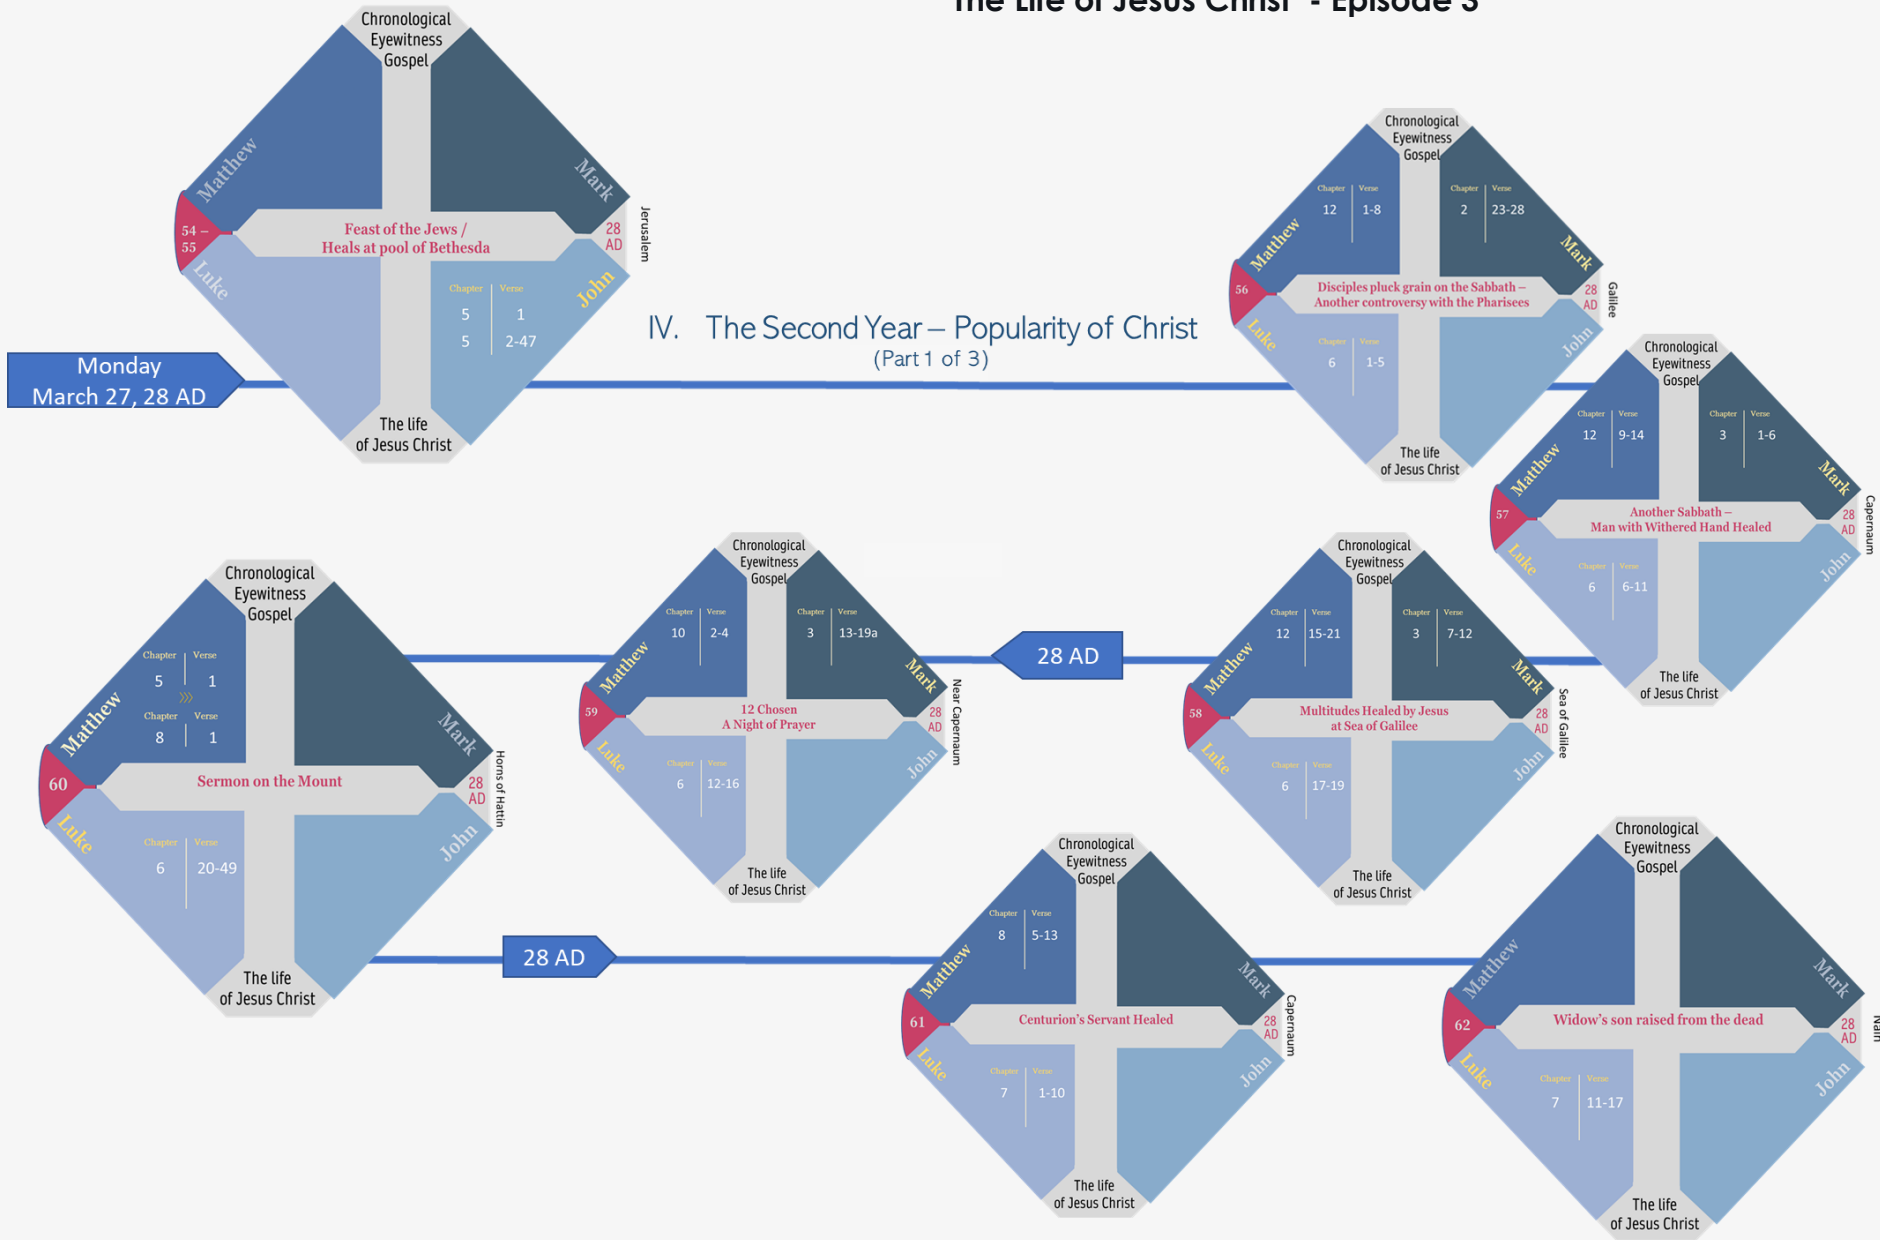 The Life of Jesus Christ - Episode 3
Chronological
Eyewitness
Gospel
Matthew
Mark
54 –
55
Feast of the Jews /
Heals at pool of Bethesda
28
AD
Jerusalem
Luke
John
Chapter Verse
5 1
5 2-47
The life
of Jesus Christ
Monday
March 27, 28 AD
IV. The Second Year – Popularity of Christ
(Part 1 of 3)
Chronological
Eyewitness
Gospel
Chapter Verse
12 1-8
Chapter Verse
2 23-28
Matthew
Mark
56
Disciples pluck grain on the Sabbath –
Another controversy with the Pharisees
28
AD
Galilee
Luke
John
Chapter Verse
6 1-5
The life
of Jesus Christ
Chronological
Eyewitness
Gospel
Chapter Verse
12 9-14
Chapter Verse
3 1-6
Matthew
Mark
57
Another Sabbath –
Man with Withered Hand Healed
28
AD
Capernaum
Luke
John
Chapter Verse
6 6-11
The life
of Jesus Christ
Chronological
Eyewitness
Gospel
Chapter Verse
12 15-21
Chapter Verse
3 7-12
Matthew
Mark
58
Multitudes Healed by Jesus
at Sea of Galilee
28
AD
Sea of Galilee
Luke
John
Chapter Verse
6 17-19
The life
of Jesus Christ
28 AD
Chronological
Eyewitness
Gospel
Chapter Verse
10 2-4
Chapter Verse
3 13-19a
Matthew
Mark
59
12 Chosen
A Night of Prayer
28
AD
Near Capernaum
Luke
John
Chapter Verse
6 12-16
The life
of Jesus Christ
Chronological
Eyewitness
Gospel
Chapter Verse
5 1
Chapter Verse
8 1
Matthew
Mark
60
Sermon on the Mount
28
AD
Horns of Hattin
Luke
John
Chapter Verse
6 20-49
The life
of Jesus Christ
28 AD
Chronological
Eyewitness
Gospel
Chapter Verse
8 5-13
Matthew
Mark
61
Centurion's Servant Healed
28
AD
Capernaum
Luke
John
Chapter Verse
7 1-10
The life
of Jesus Christ
Chronological
Eyewitness
Gospel
Matthew
Mark
62
Widow's son raised from the dead
28
AD
Nain
Luke
John
Chapter Verse
7 11-17
The life
of Jesus Christ